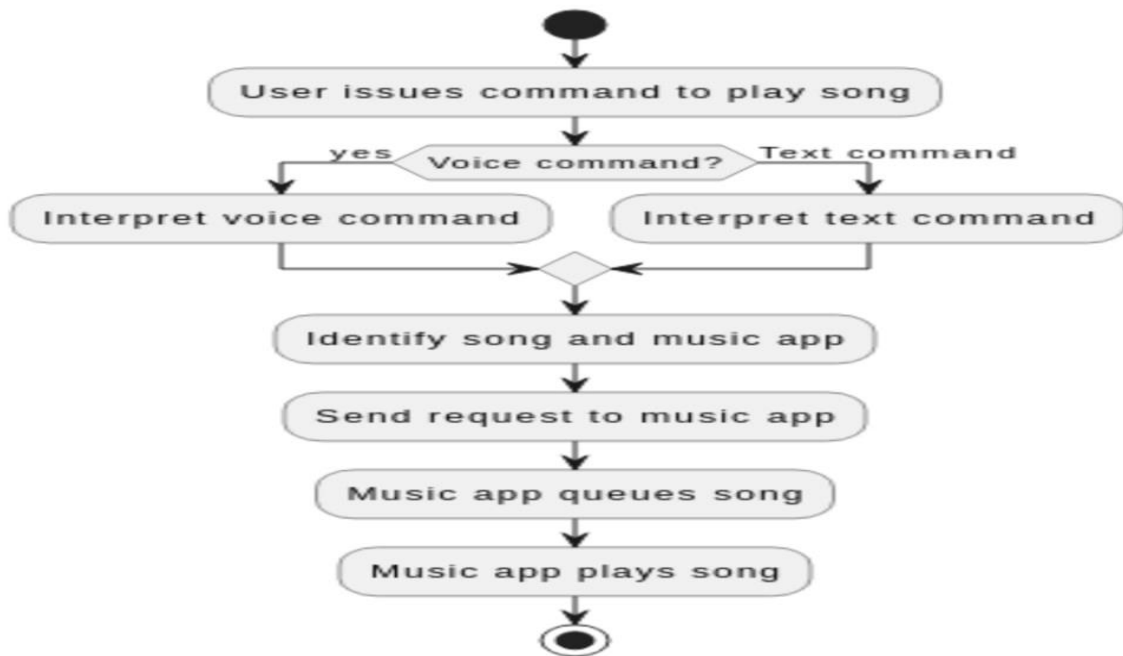 User issues command to play song
yes
Voice command?
Text command
Interpret voice command
Interpret text command
Identify song and music app
Send request to music app
Music app queues song
Music app plays song